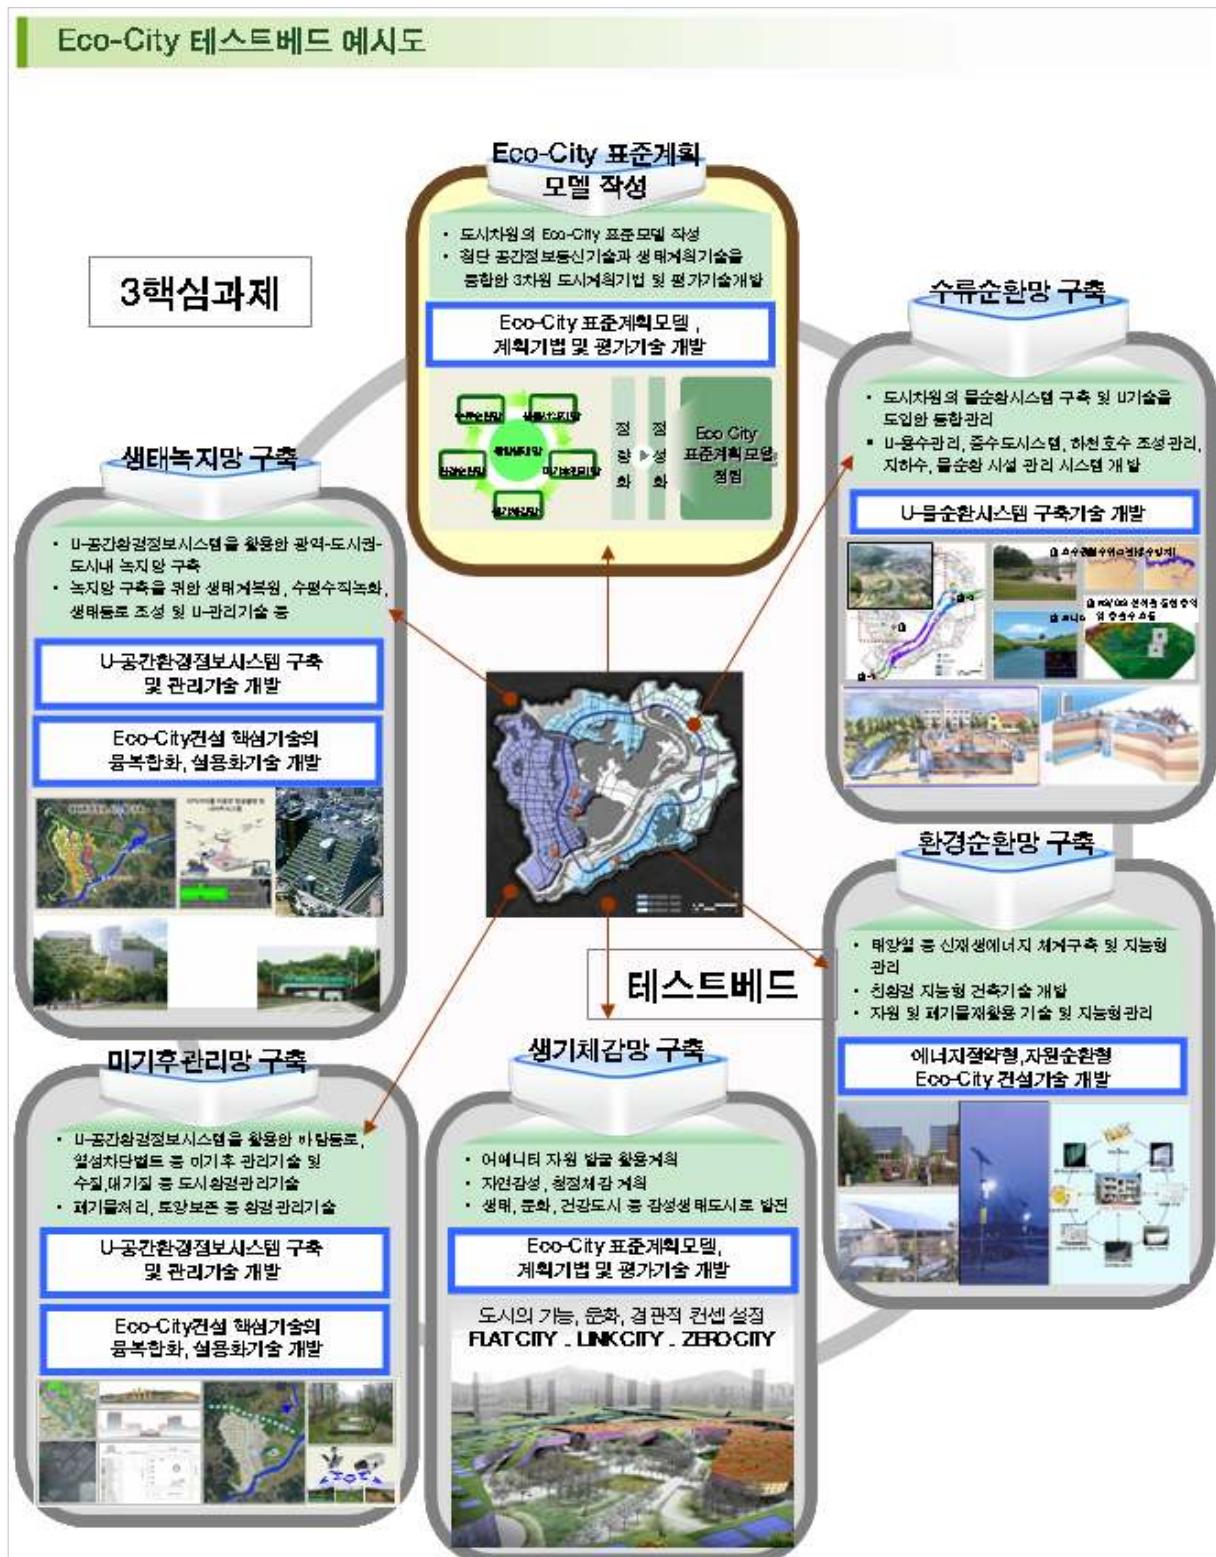 Eco-City 테스트베드 예시도
Eco-City 표준계획
모델 작성
• 도시차원의 Eco-City 표준모델 작성
• 첨단 공간정보통신기술과 생태계획기술을
통합한 3차원 도시계획기법 및 평가기술개발
Eco-City 표준계획모델,
계획기법 및 평가기술 개발
정량화
정성화
Eco City
표준계획모델
정립
3핵심과제
수류순환망 구축
• 도시차원의 물순환시스템 구축 및 U기술을
도입한 통합관리
• U-용수관리, 중수도시스템, 하천호수 조성관리,
지하수, 물순환 시설 관리 시스템 개발
U-물순환시스템 구축기술 개발
생태녹지망 구축
• U-공간환경정보시스템을 활용한 광역-도시권-
도시내 녹지망 구축
• 녹지망 구축을 위한 생태계복원, 수평수직녹화,
생태통로 조성 및 U-관리기술 등
U-공간환경정보시스템 구축
및 관리기술 개발
Eco-City건설 핵심기술의
융복합화, 실용화기술 개발
환경순환망 구축
• 태양열 등 신재생에너지 체계구축 및 지능형
관리
• 친환경 지능형 건축기술 개발
• 자원 및 폐기물재활용 기술 및 지능형관리
에너지절약형,자원순환형
Eco-City 건설기술 개발
테스트베드
미기후관리망 구축
• U-공간환경정보시스템을 활용한 바람통로,
열섬차단벨트 등 미기후 관리기술 및
수질,대기질 등 도시환경관리기술
• 폐기물처리, 토양보존 등 환경관리기술
U-공간환경정보시스템 구축
및 관리기술 개발
Eco-City건설 핵심기술의
융복합화, 실용화기술 개발
생기체감망 구축
• 어메니티 자원 발굴 활용계획
• 자연감성, 청정체감 계획
• 생태, 문화, 건강도시 등 감성생태도시로 발전
Eco-City 표준계획모델,
계획기법 및 평가기술 개발
도시의 기능, 문화, 경관적 컨셉 설정
FLAT CITY . LINK CITY . ZERO CITY